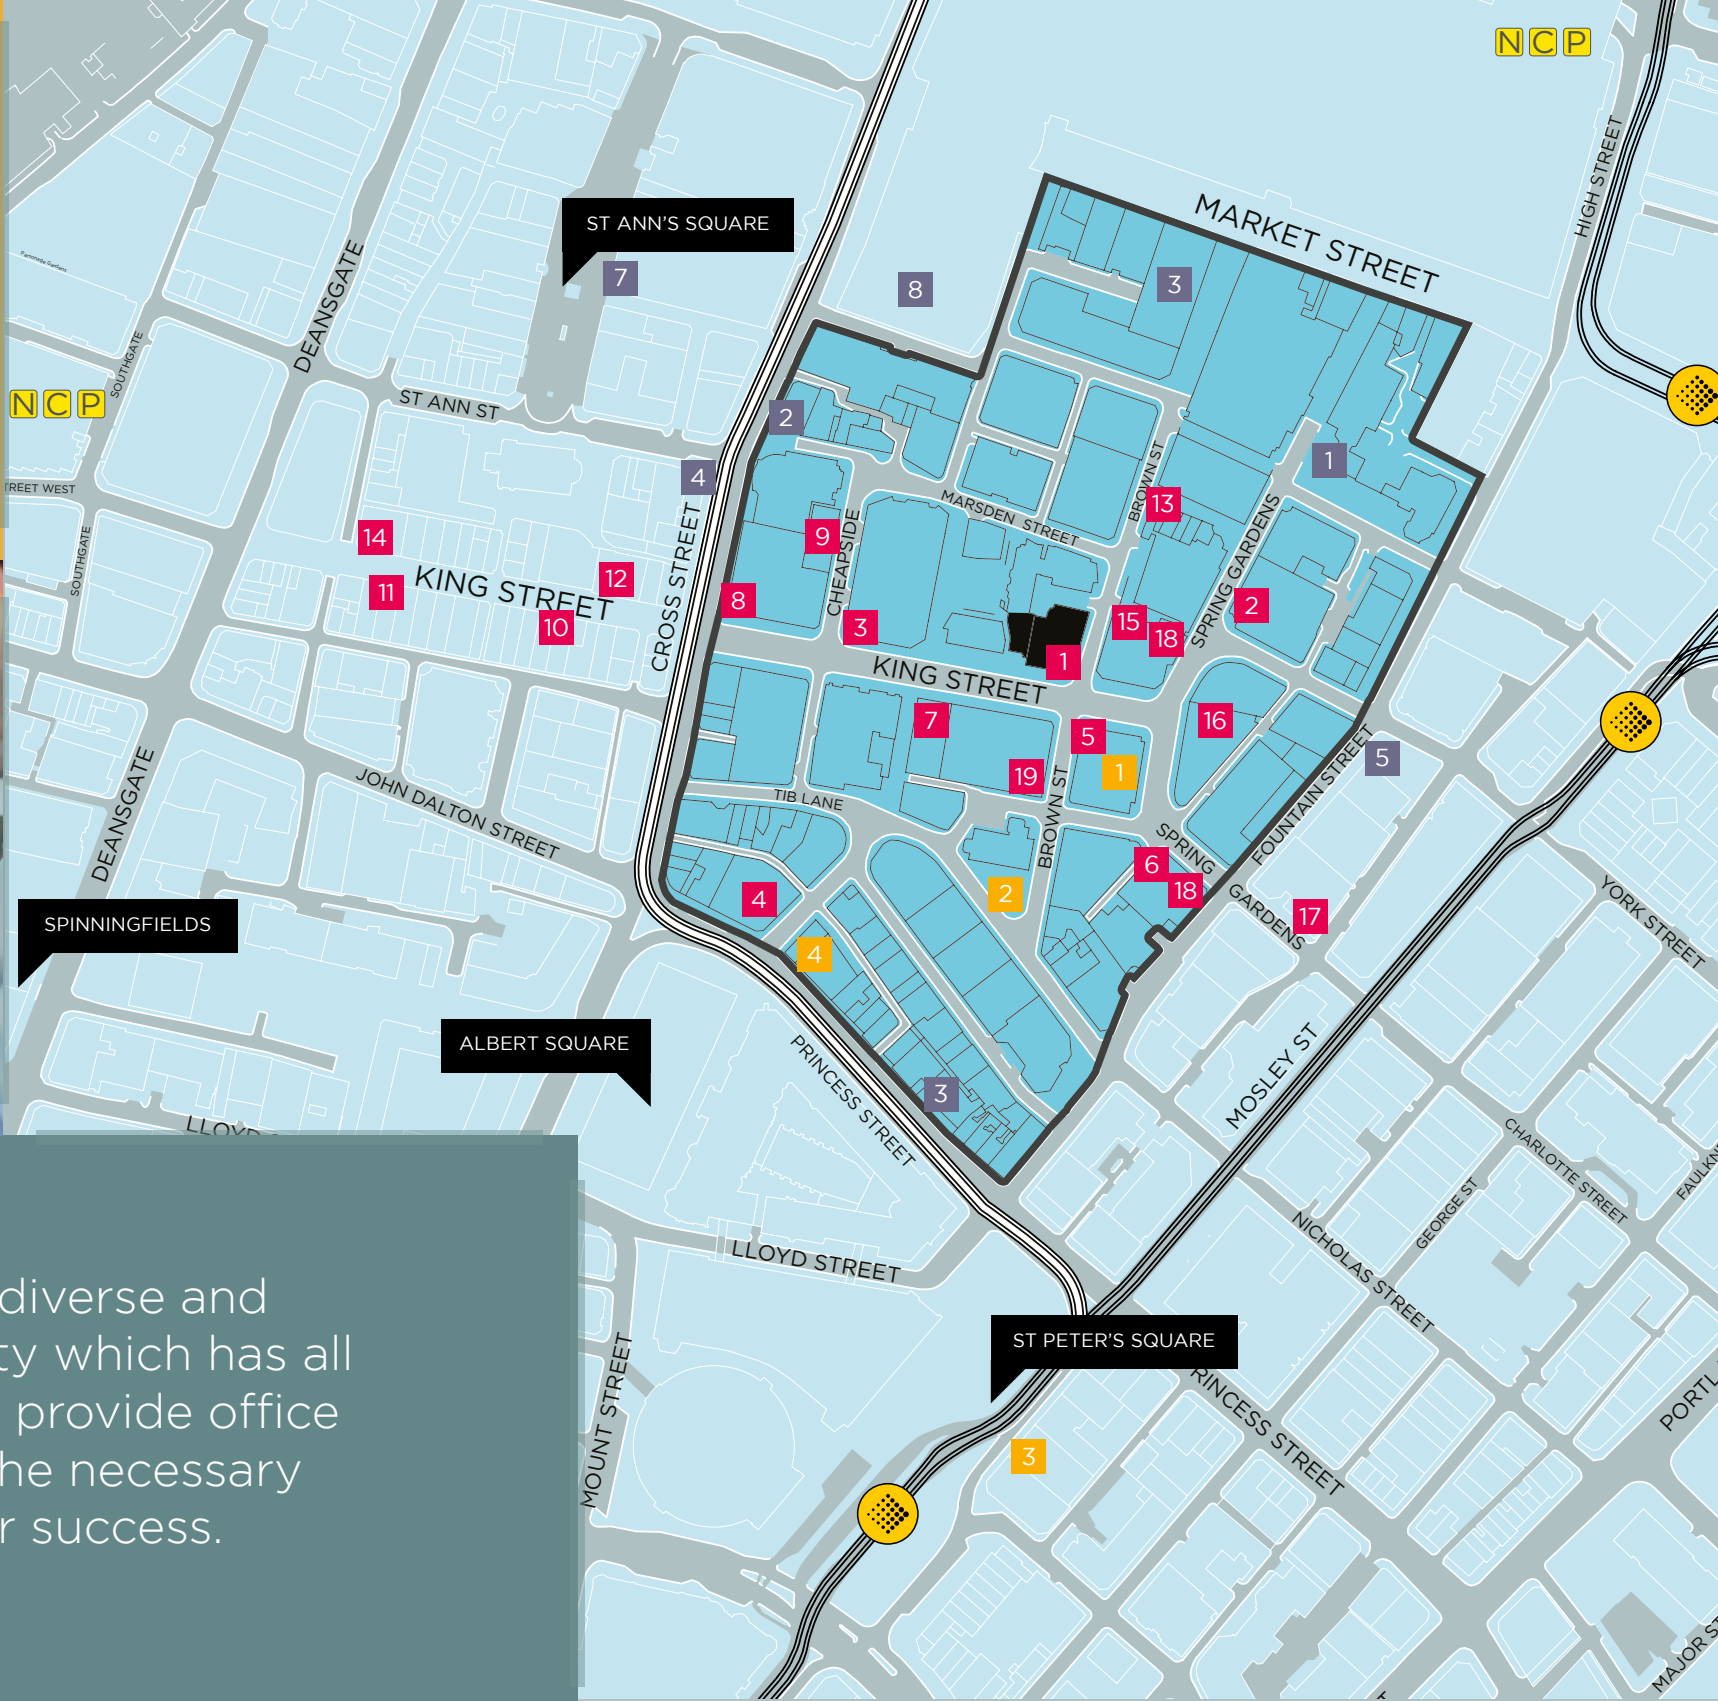 NCP
HIGH STREET
MARKET STREET
ST ANN'S SQUARE
7
8
3
DEANSGATE
SOUTHGATE
NCP
ST ANN ST
2
4
1
BROWN ST
13
MARSDEN STREET
SPRING GARDENS
9
CHEAPSIDE
14
11
KING STREET
12
10
CROSS STREET
SOUTHGATE
8
3
15
18
2
1
KING STREET
7
5
1
16
19
5
FOUNTAIN STREET
DEANSGATE
JOHN DALTON STREET
TIB LANE
BROWN ST
SPRING
GARDENS
6
18
17
4
2
4
SPINNINGFIELDS
YORK STREET
ALBERT SQUARE
PRINCESS STREET
3
MOSLEY ST
CHARLOTTE STREET
GEORGE ST
NICHOLAS STREET
LLOYD STREET
ST PETER'S SQUARE
MOUNT STREET
3
diverse and
which has all
provide office
necessary
success.